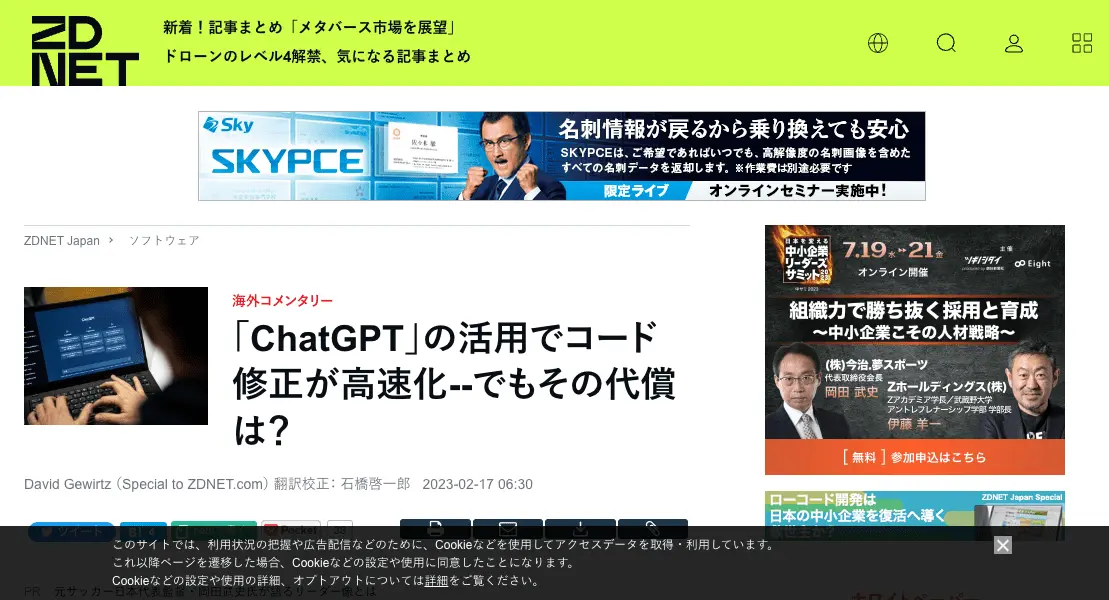 ZD
NET
新着！記事まとめ「メタバース市場を展望」
ドローンのレベル4解禁、気になる記事まとめ
Sky
SKYPCE
名刺情報が戻るから乗り換えても安心
SKYPCEは、ご希望であればいつでも、高解像度の名刺画像を含めた
すべての名刺データを返却します。※作業費は別途必要です
限定ライブ オンラインセミナー実施中！
ZDNET Japan › ソフトウェア
海外コメンタリー
「ChatGPT」の活用でコード
修正が高速化--でもその代償
は？
David Gewirtz （Special to ZDNET.com） 翻訳校正： 石橋啓一郎 2023-02-17 06:30
ツイート
Pocket
33
日本を変える
中小企業
リーダーズ
サミット2023
7.19水 ▸▸ 21金
オンライン開催
主催
ツギノジダイ
Eight
組織力で勝ち抜く採用と育成
〜中小企業こその人材戦略〜
(株)今治.夢スポーツ
代表取締役会長
岡田 武史
Zホールディングス(株)
Zアカデミア学長／武蔵野大学
アントレプレナーシップ学部 学部長
伊藤 羊一
[ 無料 ] 参加申込はこちら
ローコード開発は
日本の中小企業を復活へ導く
ZDNET Japan Special
このサイトでは、利用状況の把握や広告配信などのために、Cookieなどを使用してアクセスデータを取得・利用しています。
これ以降ページを遷移した場合、Cookieなどの設定や使用に同意したことになります。
Cookieなどの設定や使用の詳細、オプトアウトについては詳細をご覧ください。
PR 元サッカー日本代表監督・岡田武史氏が語るリーダー像とは
ホワイトペーパー